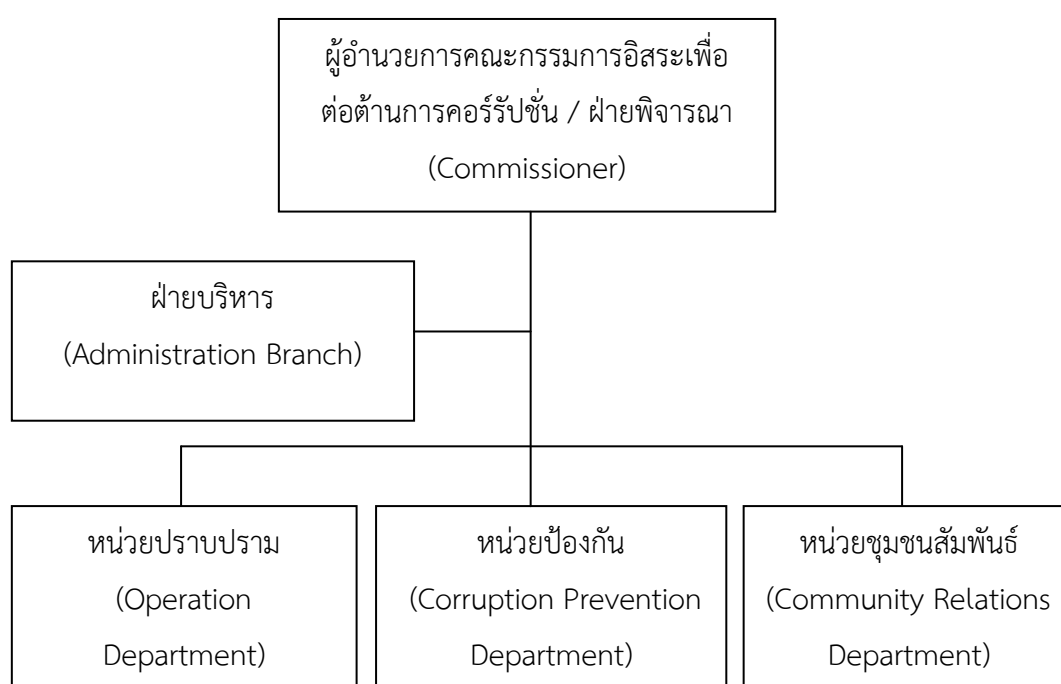 ผู้อำนวยการคณะกรรมการอิสระเพื่อ
ต่อต้านการคอร์รัปชั่น / ฝ่ายพิจารณา
(Commissioner)
ฝ่ายบริหาร
(Administration Branch)
หน่วยปราบปราม
(Operation
Department)
หน่วยป้องกัน
(Corruption Prevention
Department)
หน่วยชุมชนสัมพันธ์
(Community Relations
Department)